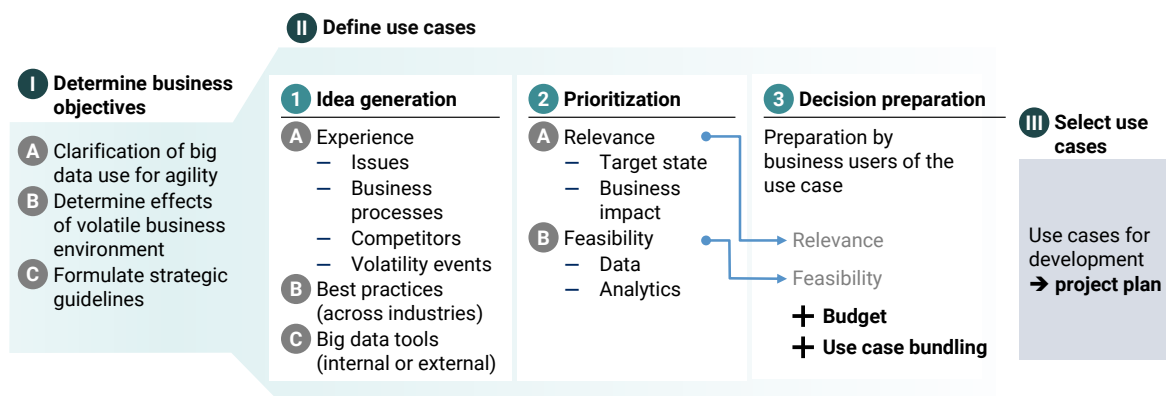 II Define use cases
I Determine business
objectives
A Clarification of big
data use for agility
B Determine effects
of volatile business
environment
C Formulate strategic
guidelines
1 Idea generation
A Experience
– Issues
– Business
processes
– Competitors
– Volatility events
B Best practices
(across industries)
C Big data tools
(internal or external)
2 Prioritization
A Relevance
– Target state
– Business
impact
B Feasibility
– Data
– Analytics
3 Decision preparation
Preparation by
business users of the
use case
Relevance
Feasibility
+ Budget
+ Use case bundling
III Select use
cases
Use cases for
development
➔ project plan